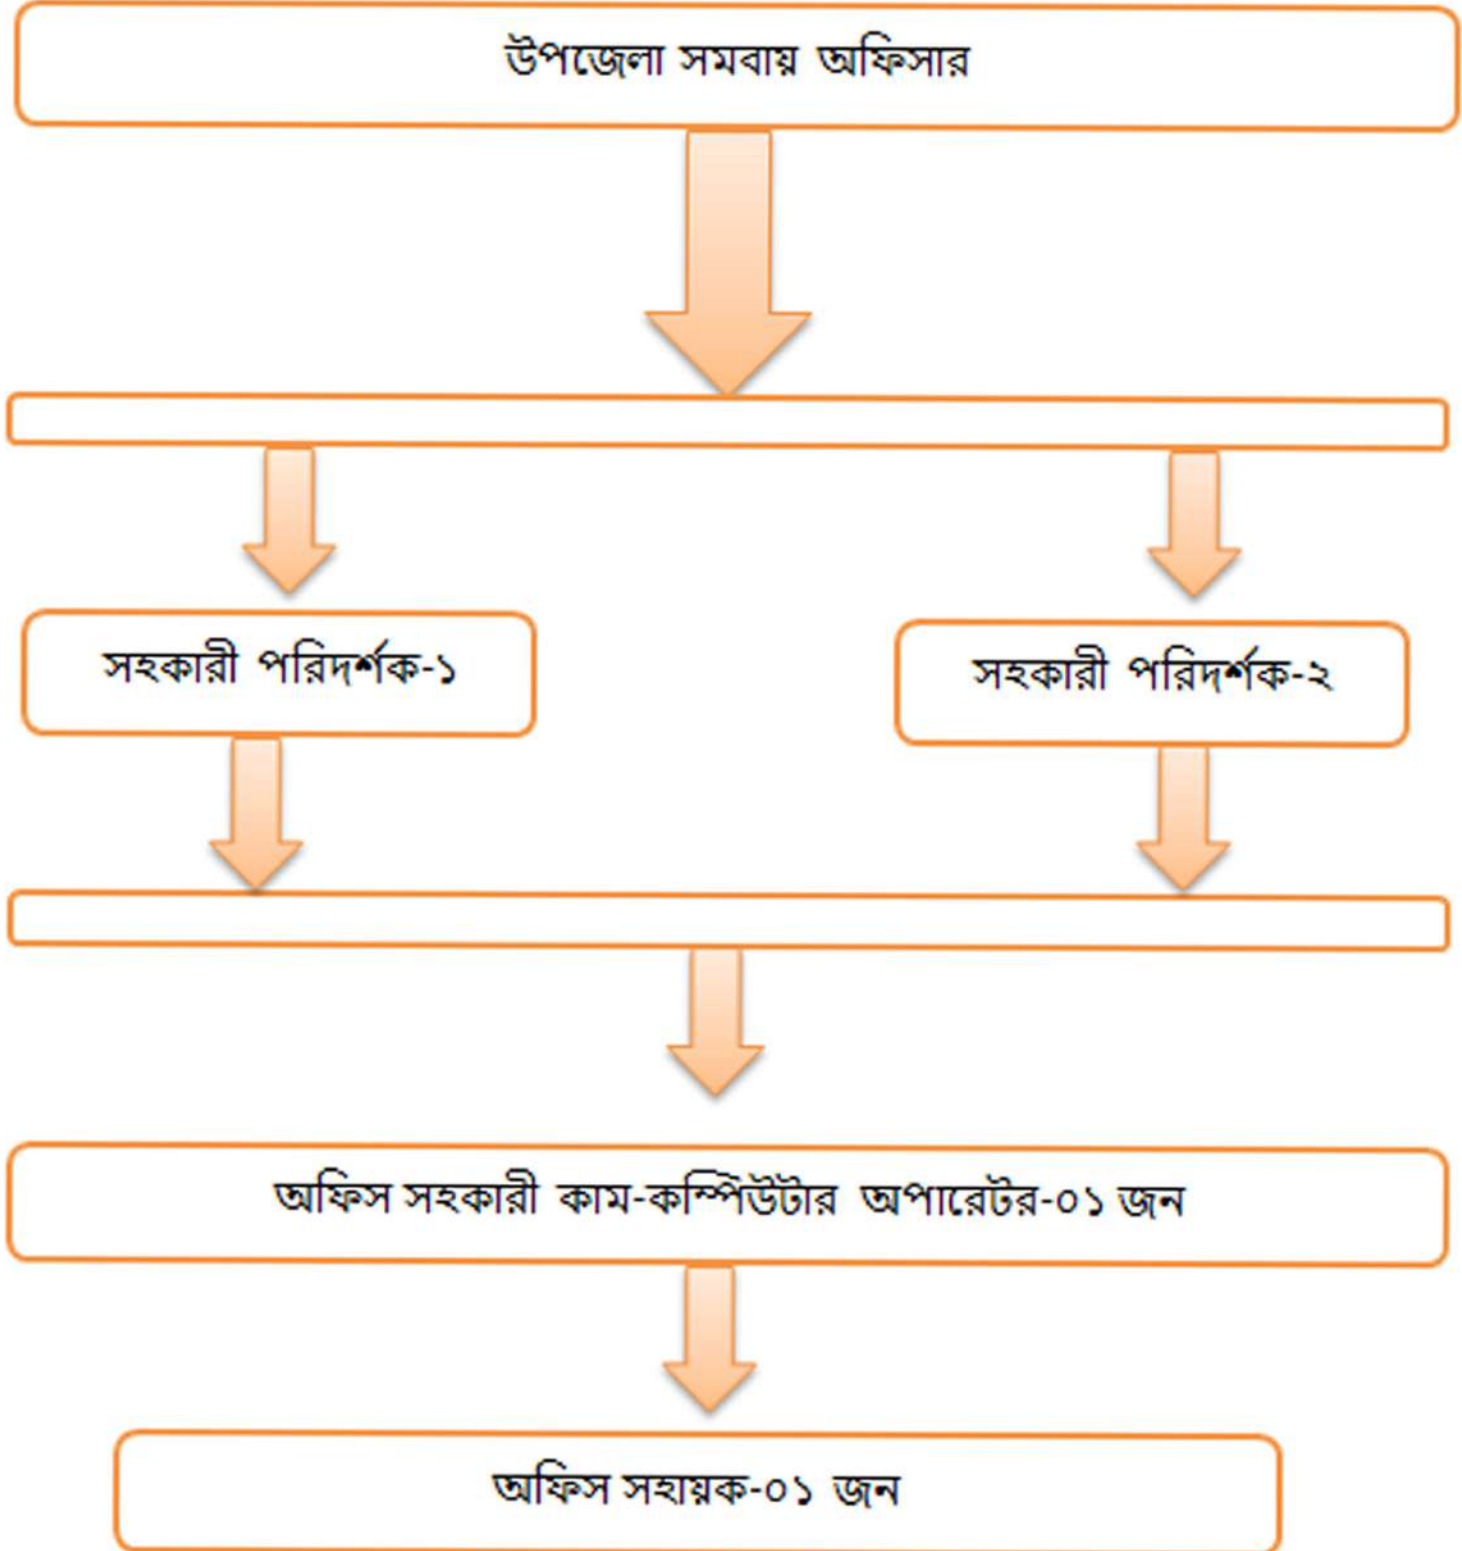 উপজেলা সমবায় অফিসার
সহকারী পরিদর্শক-১
সহকারী পরিদর্শক-২
অফিস সহকারী কাম-কম্পিউটার অপারেটর-০১ জন
অফিস সহায়ক-০১ জন